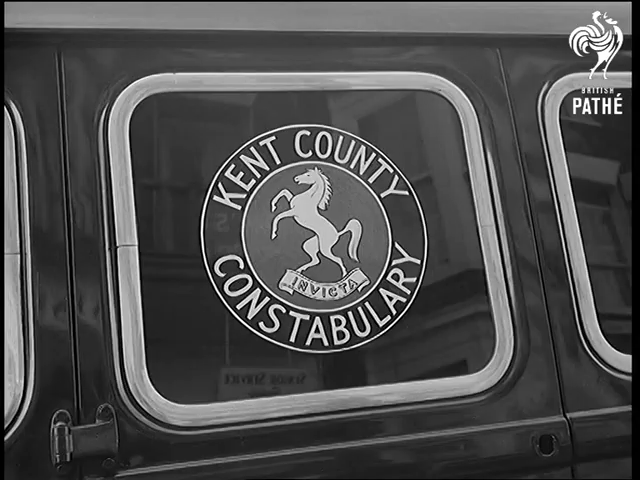 KENT COUNTY
CONSTABULARY
INVICTA
BRITISH
PATHÉ